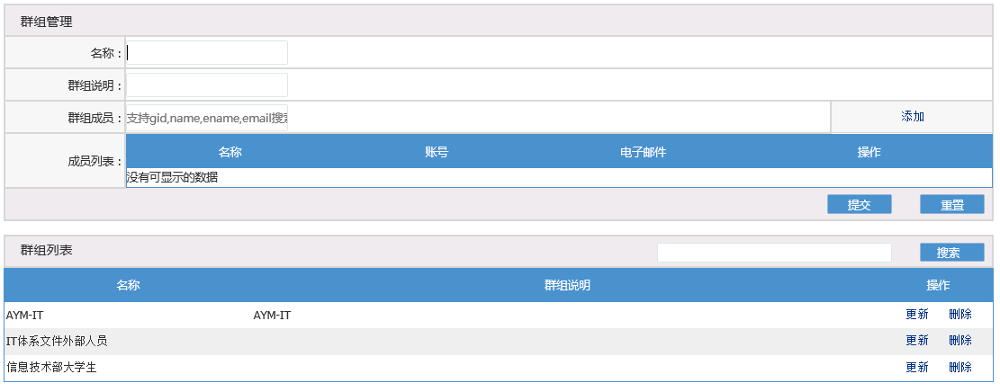 群组管理
名称：
群组说明：
群组成员： 支持gid,name,ename,email搜索 添加
成员列表： 名称 账号 电子邮件 操作
没有可显示的数据
提交 重置
群组列表 搜索
名称 群组说明 操作
AYM-IT AYM-IT 更新 删除
IT体系文件外部人员 更新 删除
信息技术部大学生 更新 删除